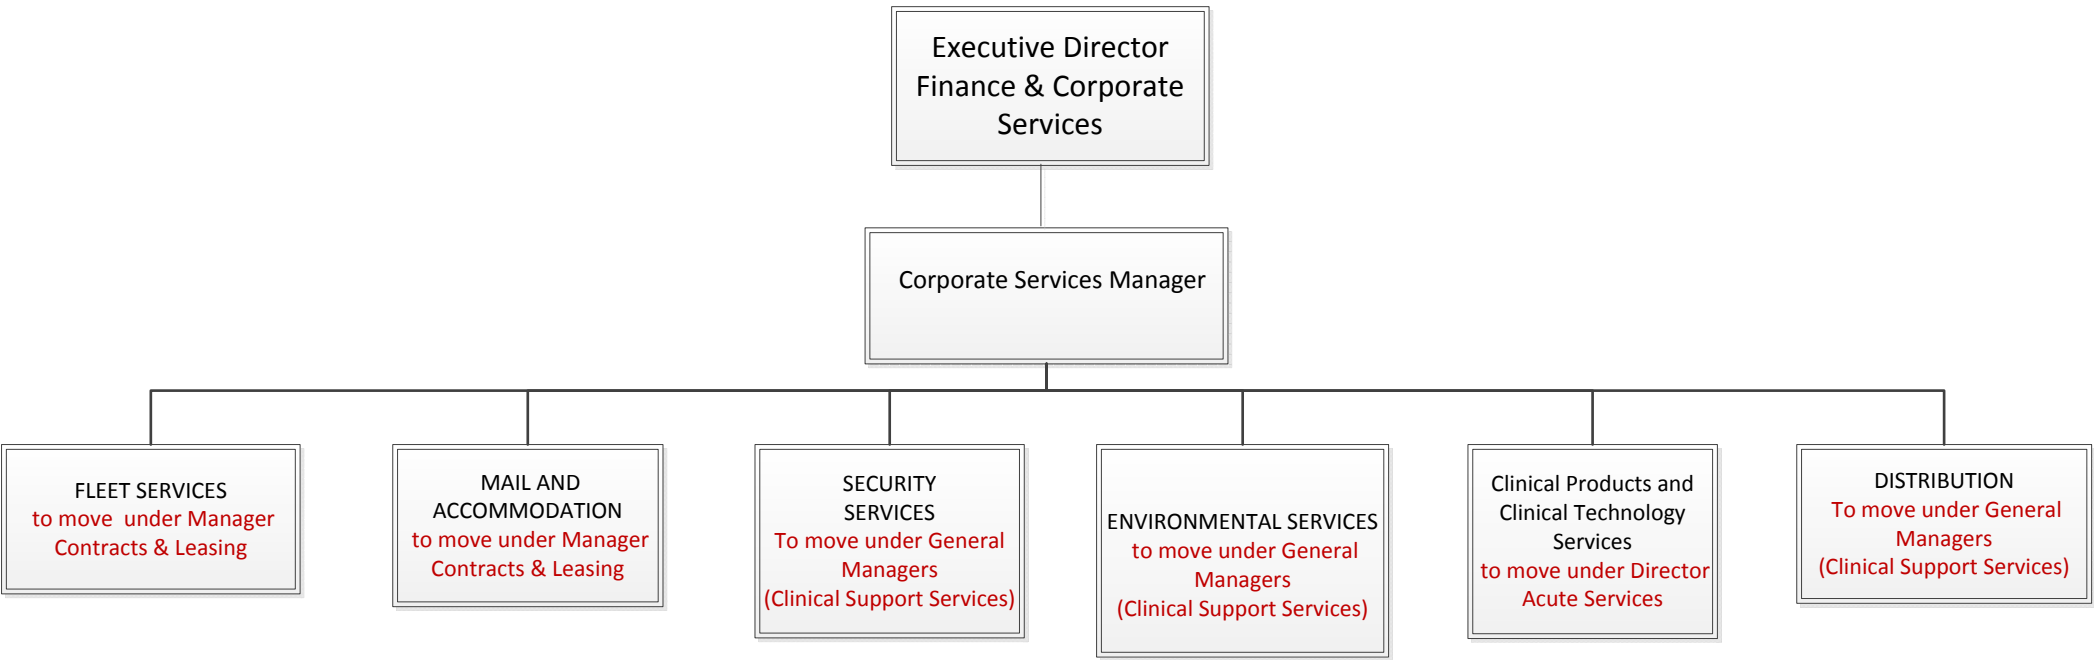 Executive Director
Finance & Corporate
Services
Corporate Services Manager
FLEET SERVICES
to move  under Manager
Contracts & Leasing
MAIL AND
ACCOMMODATION
to move under Manager
Contracts & Leasing
SECURITY
SERVICES
To move under General
Managers
(Clinical Support Services)
ENVIRONMENTAL SERVICES
to move under General
Managers
(Clinical Support Services)
Clinical Products and
Clinical Technology
Services
to move under Director
Acute Services
DISTRIBUTION
To move under General
Managers
(Clinical Support Services)